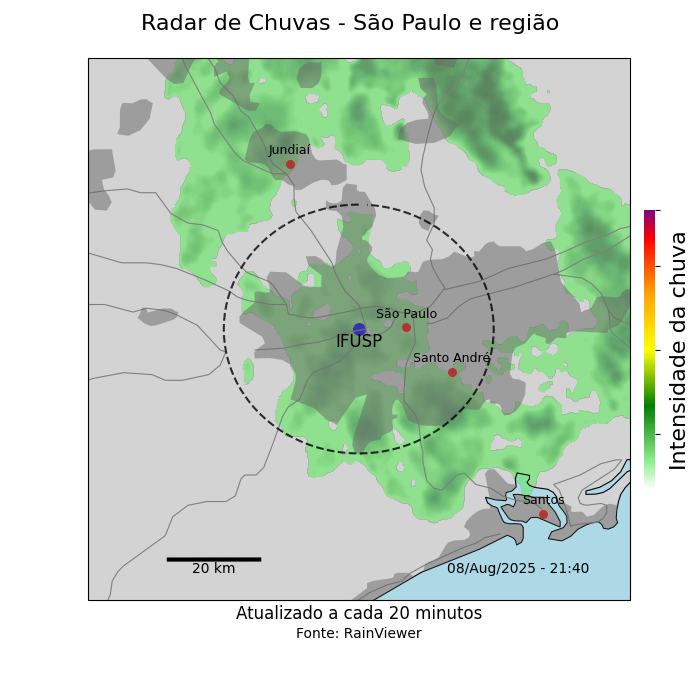 Radar de Chuvas - São Paulo e região
Jundiaí
São Paulo
IFUSP
Santo André
Santos
20 km
08/Aug/2025 - 21:40
Intensidade da chuva
Atualizado a cada 20 minutos
Fonte: RainViewer